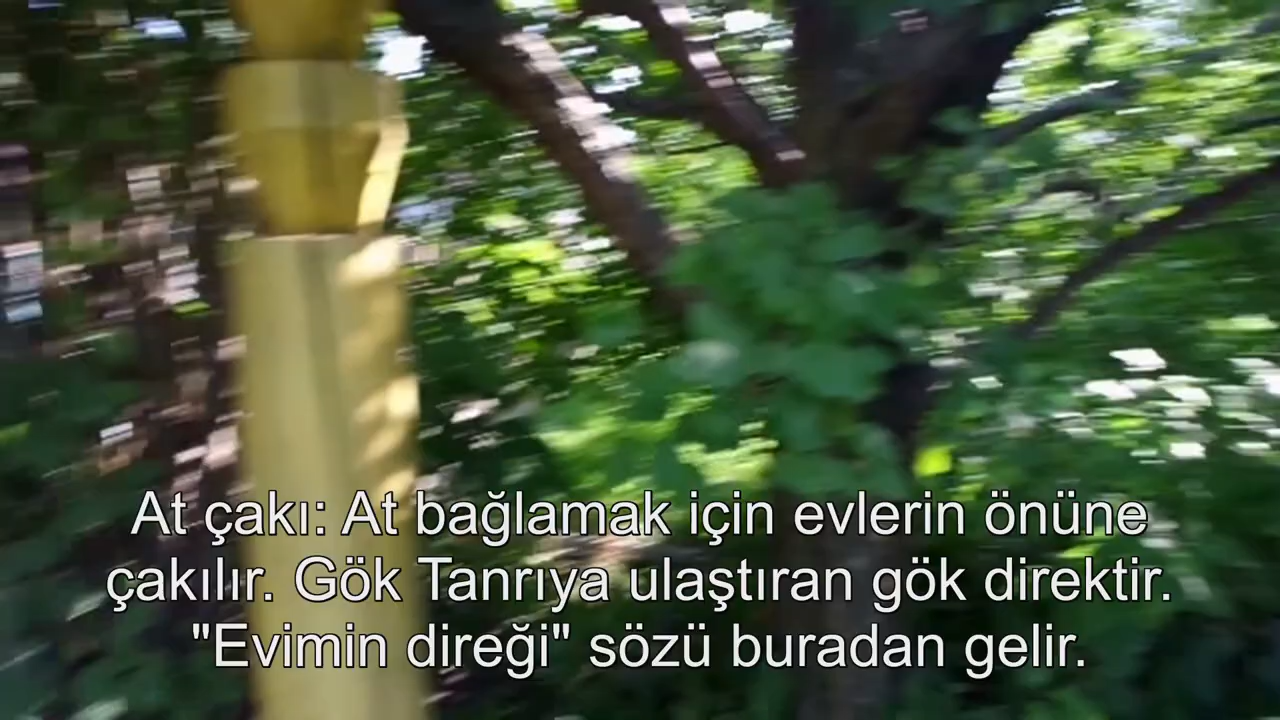 At çakı: At bağlamak için evlerin önüne
çakılır. Gök Tanrıya ulaştıran gök direktir.
"Evimin direği" sözü buradan gelir.